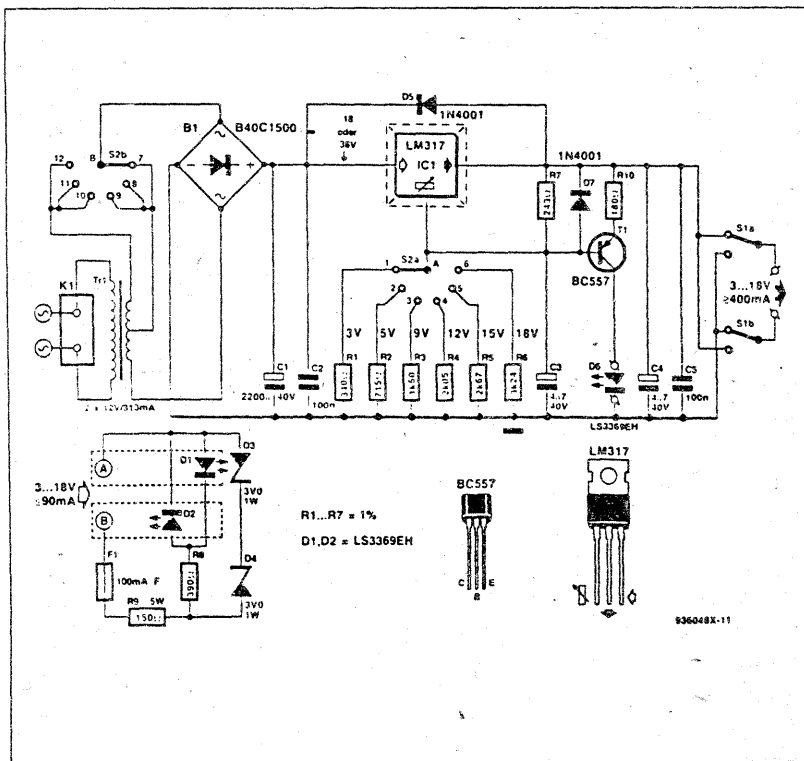 B1
B40C1500
D5
1N4001
18
oder
36V
LM317
IC1
1N4001
R7
243Ω
D7
R10
180Ω
T1
BC557
S1a
3...18V
≥400mA
S1b
12
B
S2b
7
11
8
10
9
K1
Tr1
2 x 12V/313mA
1
S2a
A
6
2
5
3
4
3V
5V
9V
12V
15V
18V
R1
R2
R3
R4
R5
R6
715Ω
1k50
2k05
2k67
C1
2200µ
40V
C2
100n
C3
4µ7
40V
D6
LS3369EH
C4
4µ7
40V
C5
100n
A
D1
D3
3V0
1W
3...18V
≤90mA
B
D2
F1
100mA F
R8
390Ω
R9
5W
150Ω
D4
3V0
1W
R1...R7 = 1%
D1,D2 = LS3369EH
BC557
C
B
E
LM317
936048X-11